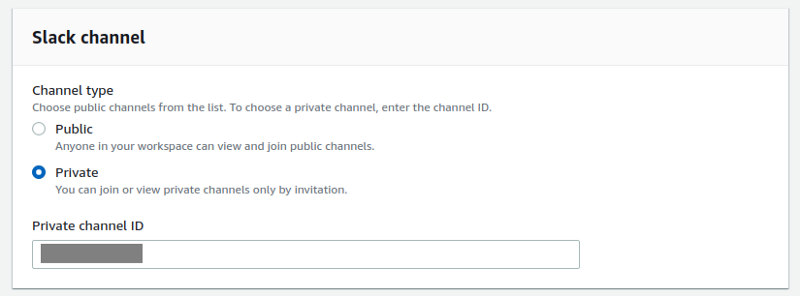 Slack channel
Channel type
Choose public channels from the list. To choose a private channel, enter the channel ID.
Public
Anyone in your workspace can view and join public channels.
Private
You can join or view private channels only by invitation.
Private channel ID